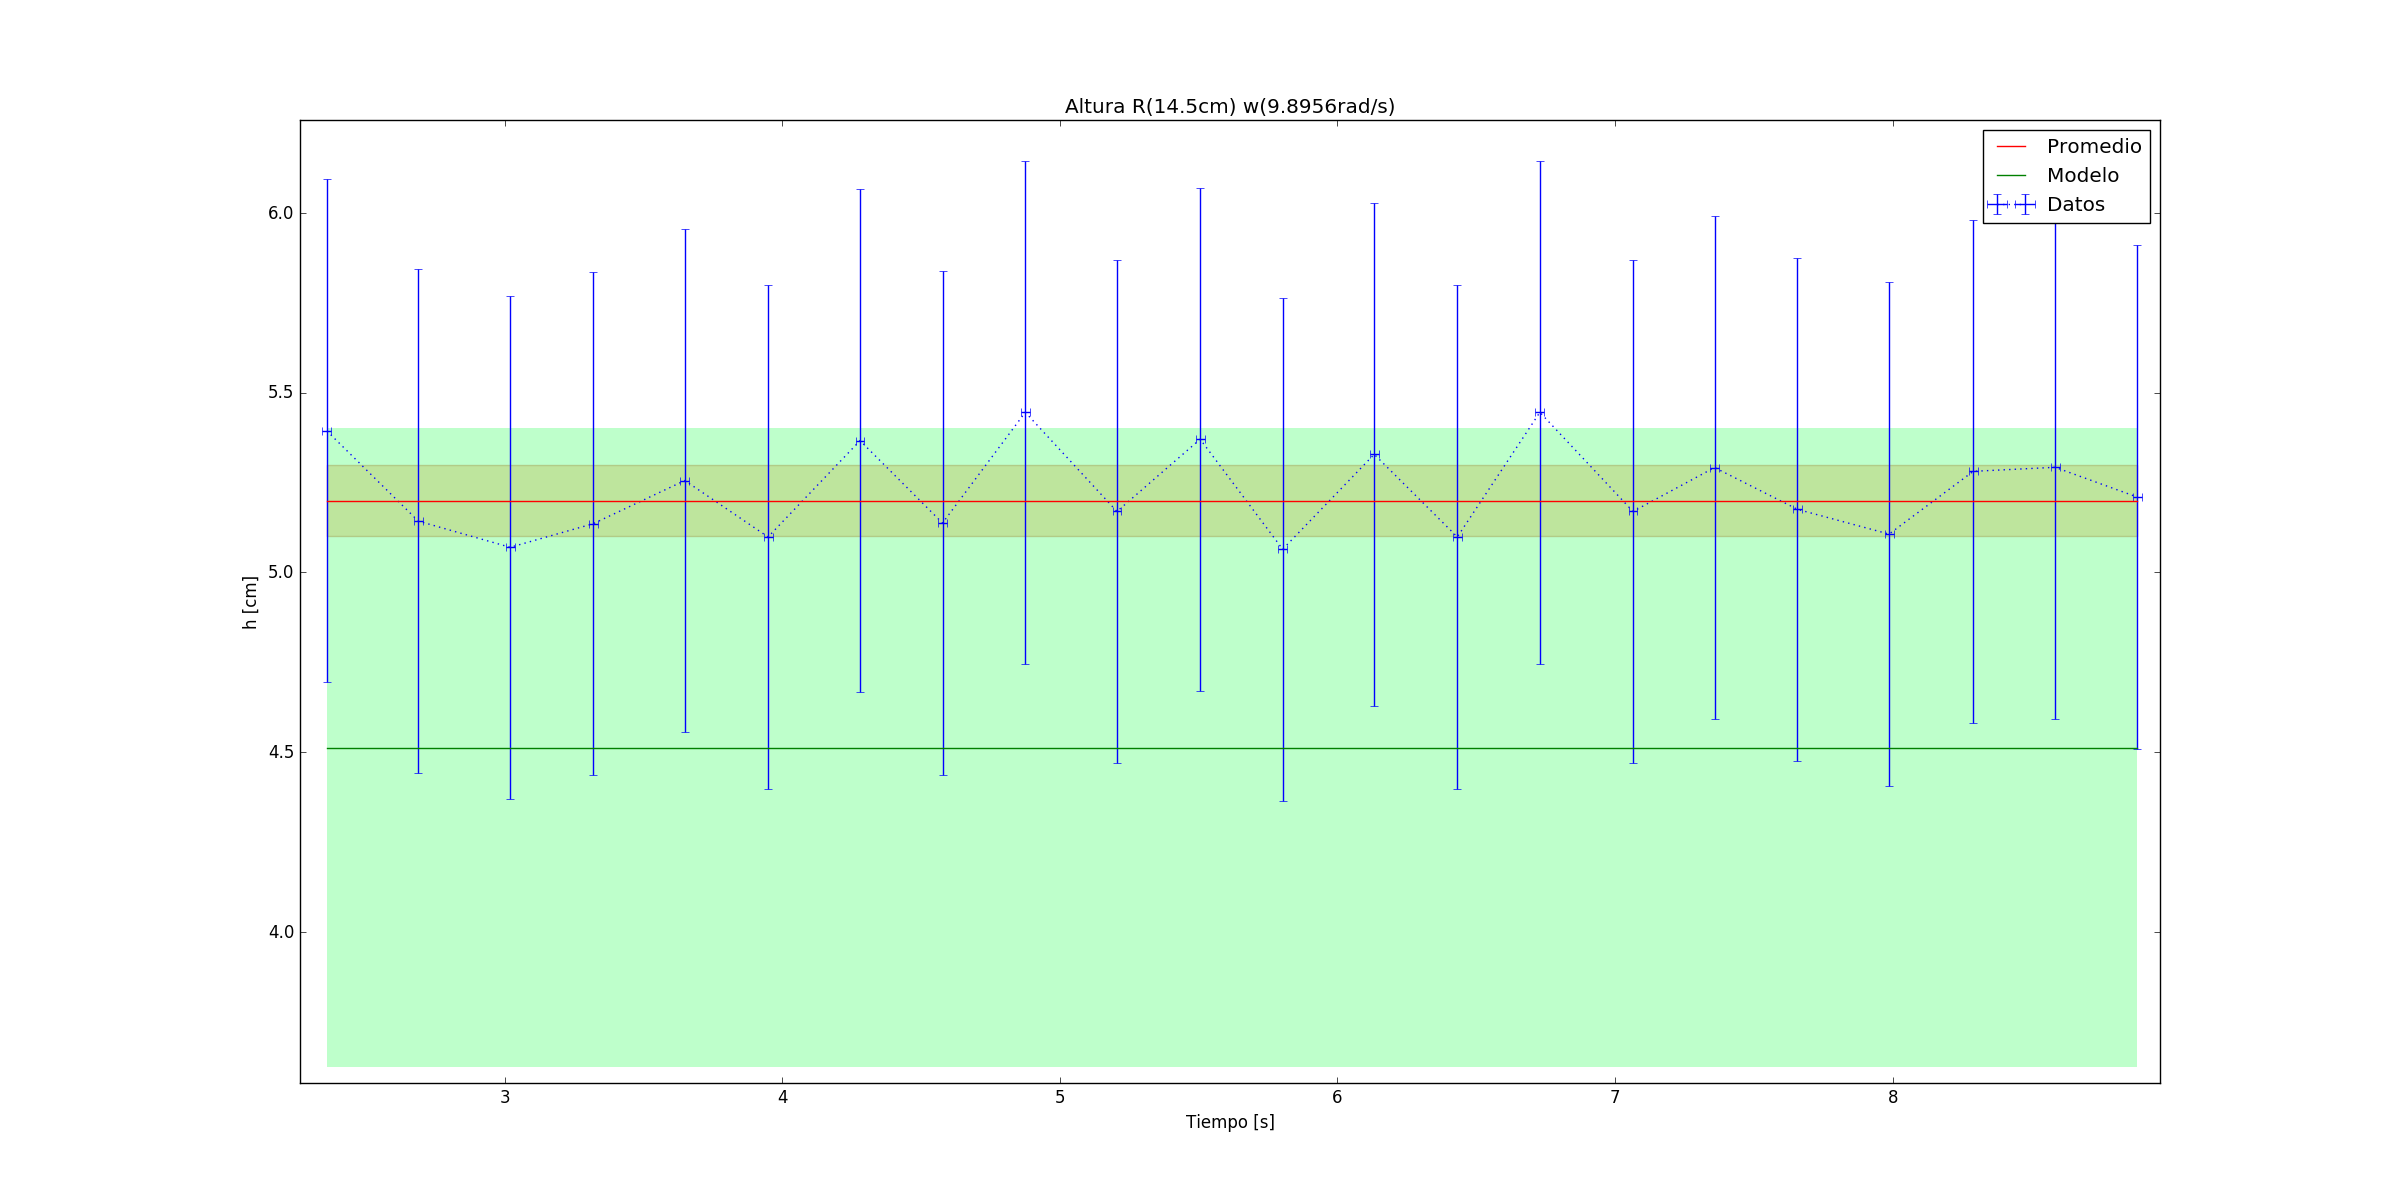 Altura R(14.5cm) w(9.8956rad/s)
Promedio
Modelo
Datos
6.0
5.5
5.0
4.5
4.0
h [cm]
3 4 5 6 7 8
Tiempo [s]